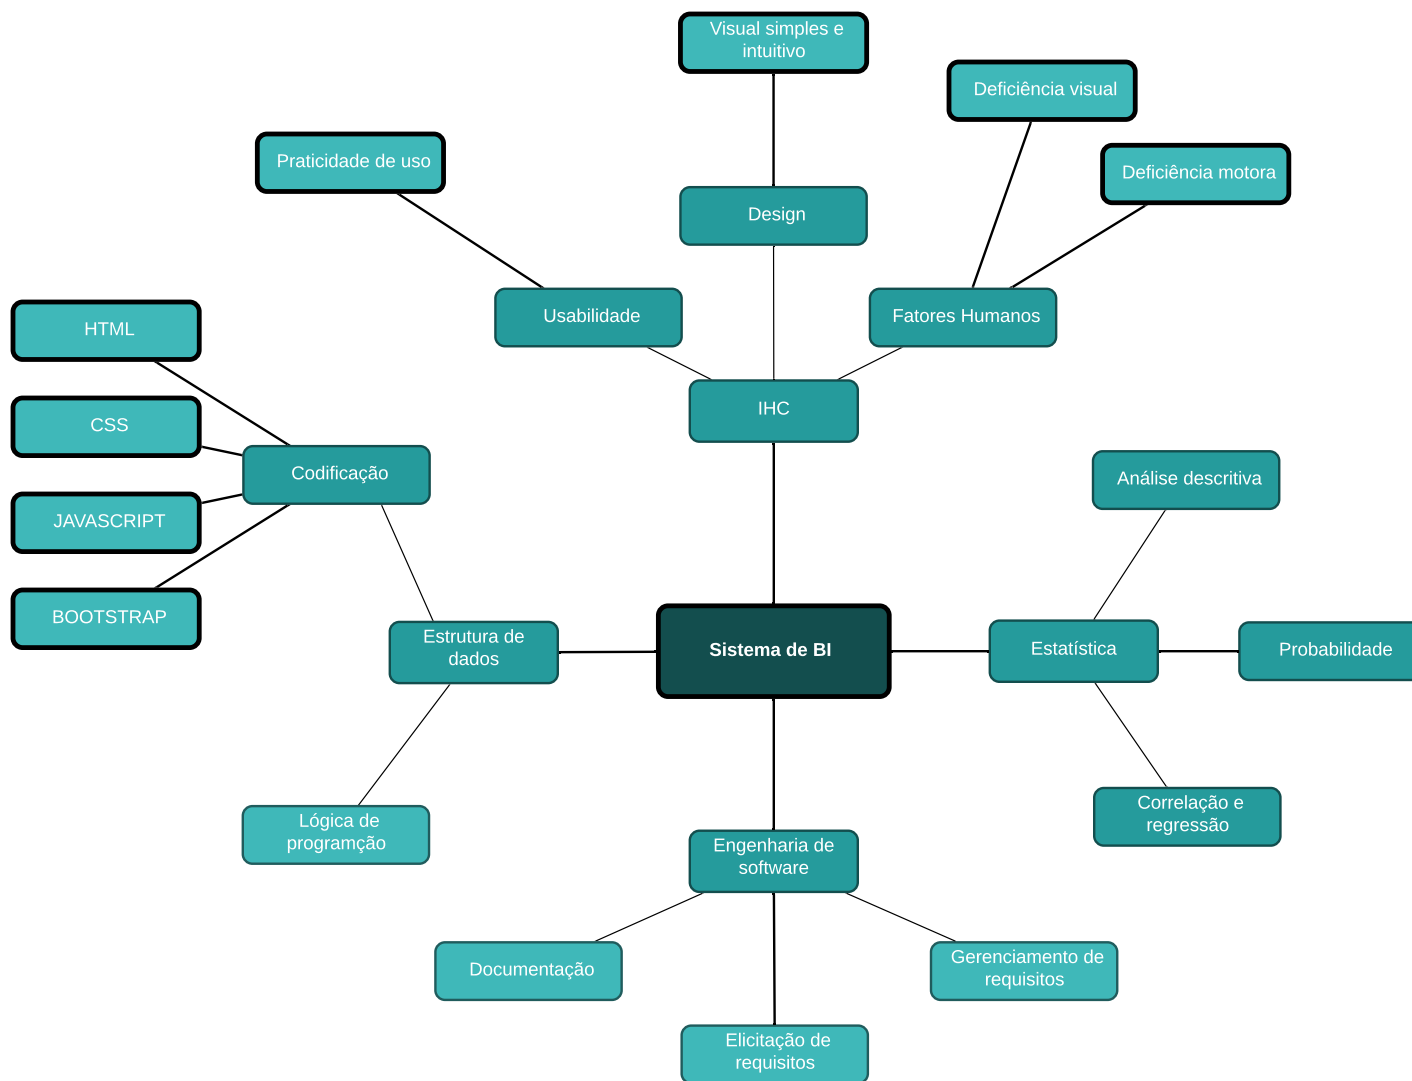 Visual simples e
intuitivo
Deficiência visual
Praticidade de uso
Deficiência motora
Design
Usabilidade
Fatores Humanos
HTML
IHC
CSS
Codificação
Análise descritiva
JAVASCRIPT
BOOTSTRAP
Estrutura de
dados
Sistema de BI
Estatística
Probabilidade
Lógica de
programção
Correlação e
regressão
Engenharia de
software
Documentação
Gerenciamento de
requisitos
Elicitação de
requisitos